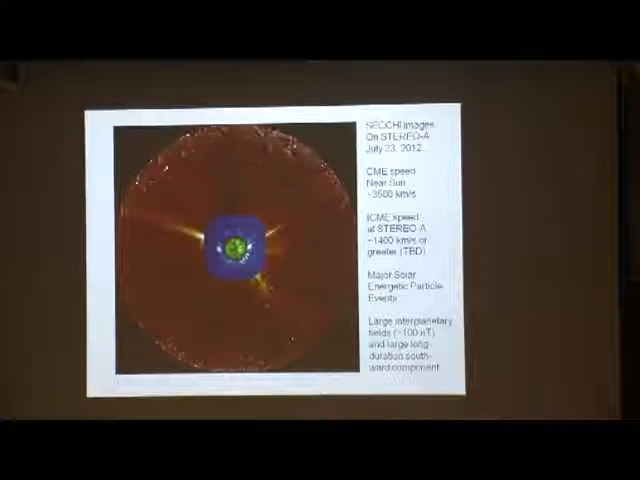 SECCHI images
On STEREO-A
July 23, 2012
CME speed
Near Sun
~3500 km/s
ICME speed
at STEREO-A
~1400 km/s or
greater (TBD)
Major Solar
Energetic Particle
Events
Large interplanetary
fields (>100 nT)
and large long-
duration south-
ward component